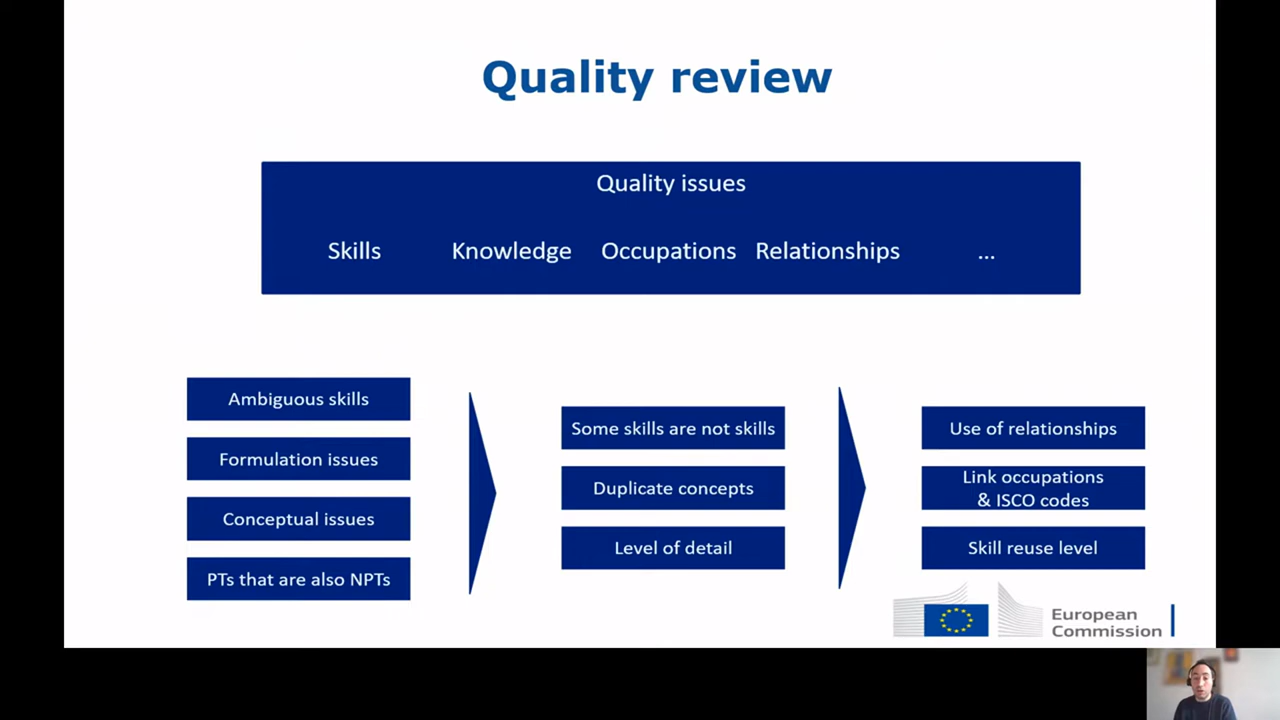 Quality review
Quality issues
Skills Knowledge Occupations Relationships ...
Ambiguous skills
Formulation issues
Conceptual issues
PTs that are also NPTs
Some skills are not skills
Duplicate concepts
Level of detail
Use of relationships
Link occupations
& ISCO codes
Skill reuse level
European
Commission